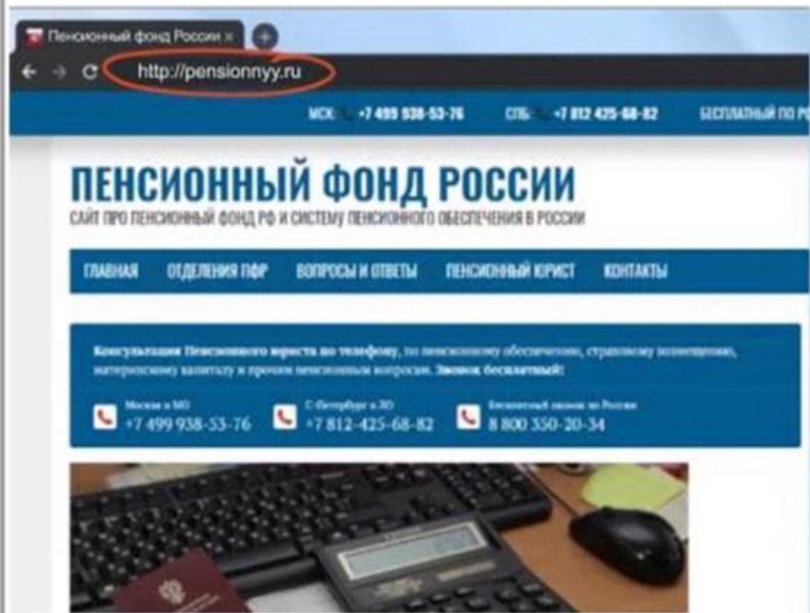 Пенсионный фонд России ×
http://pensionnyy.ru
МСК: +7 499 938-53-76 СПБ: +7 812 425-68-82 БЕСПЛАТНЫЙ ПО
ПЕНСИОННЫЙ ФОНД РОССИИ
САЙТ ПРО ПЕНСИОННЫЙ ФОНД РФ И СИСТЕМУ ПЕНСИОННОГО ОБЕСПЕЧЕНИЯ В РОССИИ
ГЛАВНАЯ ОТДЕЛЕНИЯ ПФР ВОПРОСЫ И ОТВЕТЫ ПЕНСИОННЫЙ ЮРИСТ КОНТАКТЫ
Консультация Пенсионного юриста по телефону, по пенсионному обеспечению, страховому возмещению,
материнскому капиталу и прочим пенсионным вопросам. Звонок бесплатный!
Москва и МО С-Петербург и ЛО Бесплатный звонок по России
+7 499 938-53-76 +7 812-425-68-82 8 800 350-20-34